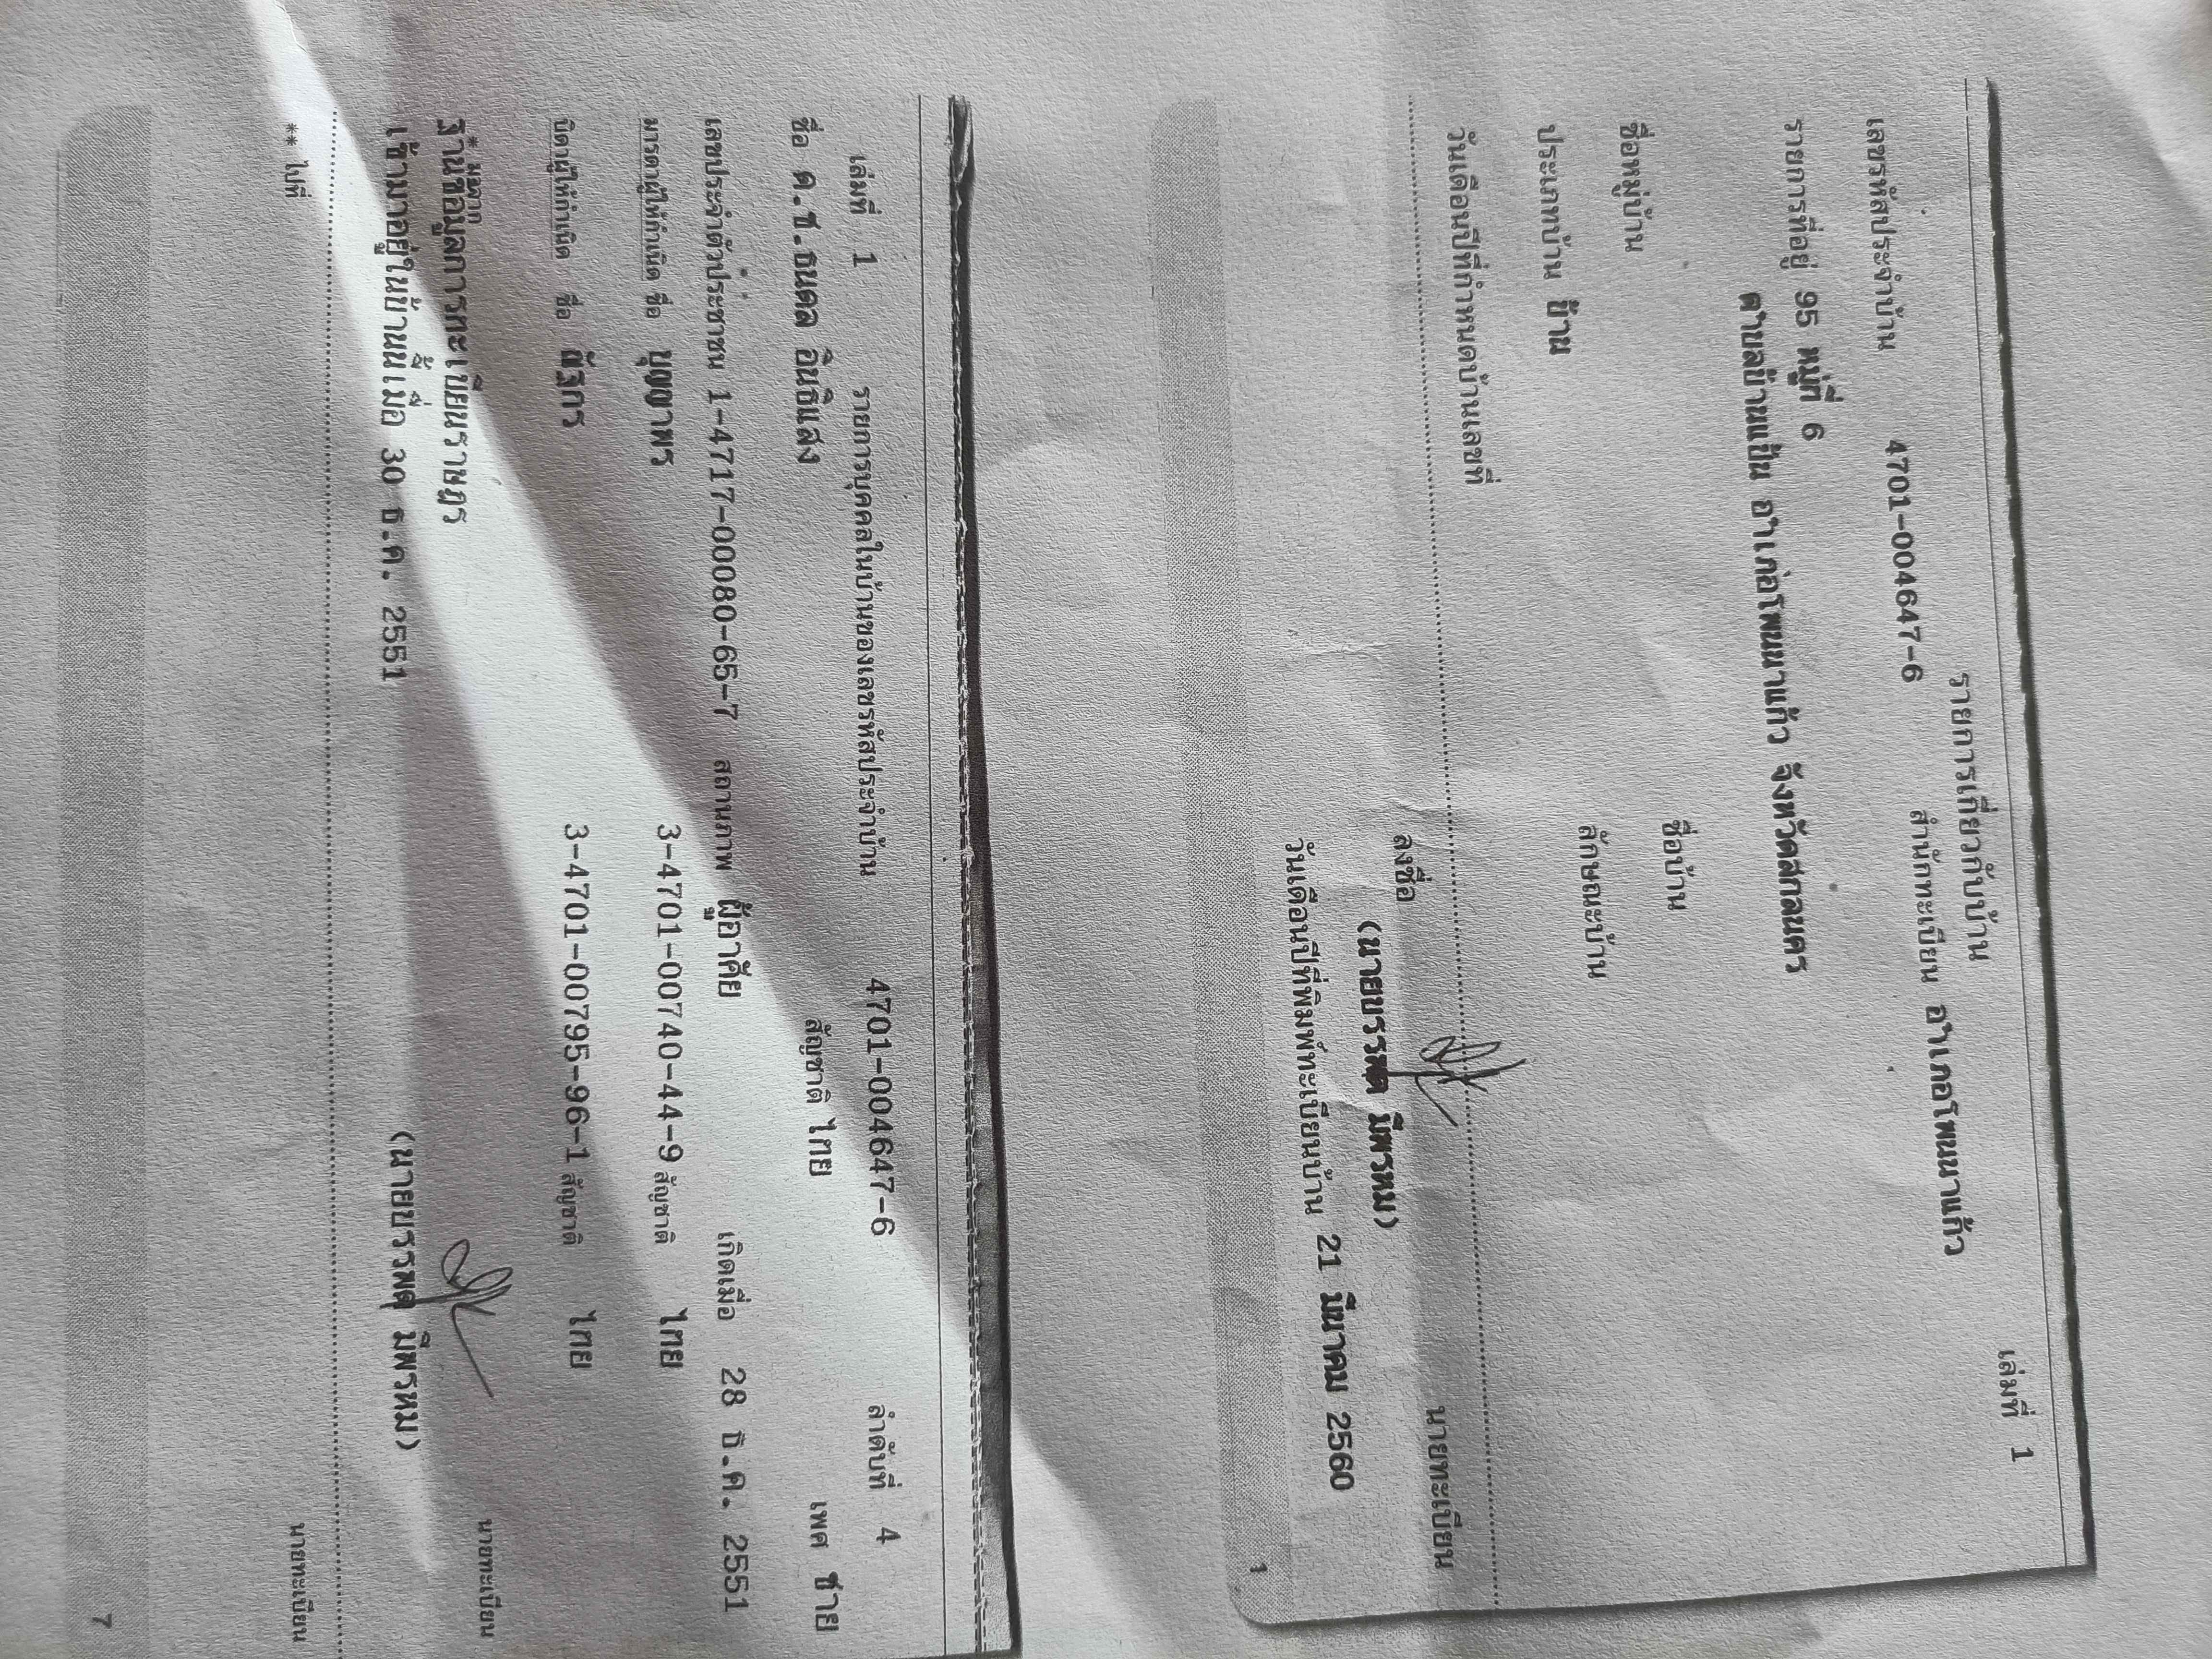 รายการเกี่ยวกับบ้าน เล่มที่ 1
เลขรหัสประจำบ้าน 4701-004647-6 สำนักทะเบียน อำเภอโพนนาแก้ว
รายการที่อยู่ 95 หมู่ที่ 6
ตำบลบ้านแป้น อำเภอโพนนาแก้ว จังหวัดสกลนคร
ชื่อหมู่บ้าน ชื่อบ้าน
ประเภทบ้าน บ้าน ลักษณะบ้าน
วันเดือนปีที่กำหนดบ้านเลขที่
ลงชื่อ นายทะเบียน
(นายบรรพต มีพรหม)
วันเดือนปีที่พิมพ์ทะเบียนบ้าน 21 มีนาคม 2560
1
เล่มที่ 1 รายการบุคคลในบ้านของเลขรหัสประจำบ้าน 4701-004647-6 ลำดับที่ 4
ชื่อ ด.ช.ธนดล อินธิแสง สัญชาติ ไทย เพศ ชาย
เลขประจำตัวประชาชน 1-4717-00080-65-7 สถานภาพ ผู้อาศัย เกิดเมื่อ 28 ธ.ค. 2551
มารดาผู้ให้กำเนิด ชื่อ บุญญาพร 3-4701-00740-44-9 สัญชาติ ไทย
บิดาผู้ให้กำเนิด ชื่อ 3-4701-00795-96-1 สัญชาติ ไทย
* มาจาก
ฐานข้อมูลการทะเบียนราษฎร นายทะเบียน
เข้ามาอยู่ในบ้านนี้เมื่อ 30 ธ.ค. 2551 (นายบรรพต มีพรหม)
** ไปที่ นายทะเบียน
7